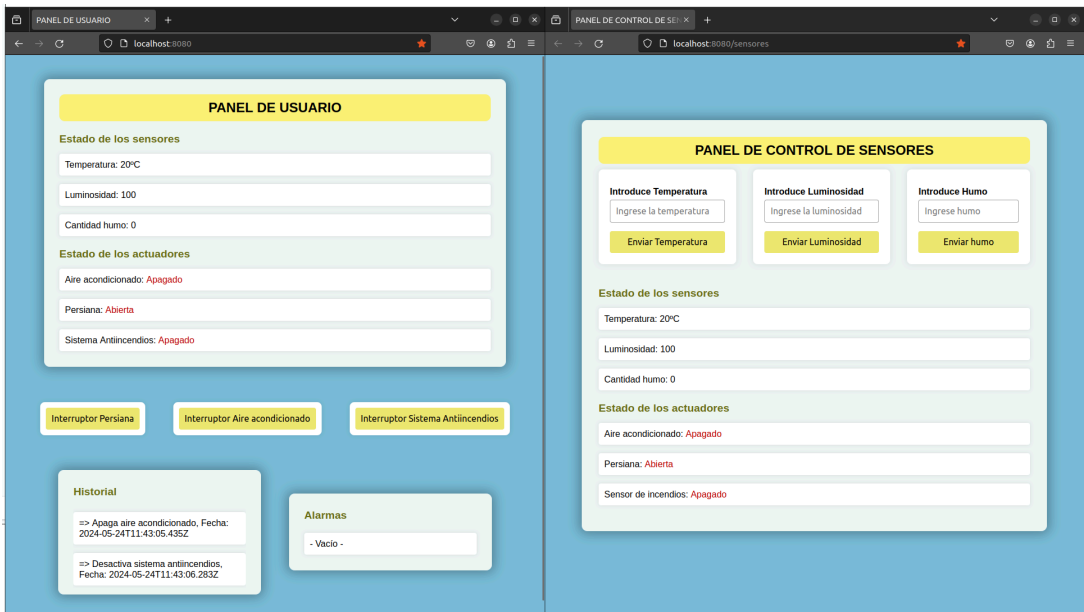 PANEL DE USUARIO
localhost:8080
PANEL DE USUARIO
Estado de los sensores
Temperatura: 20ºC
Luminosidad: 100
Cantidad humo: 0
Estado de los actuadores
Aire acondicionado: Apagado
Persiana: Abierta
Sistema Antiincendios: Apagado
Interruptor Persiana
Interruptor Aire acondicionado
Interruptor Sistema Antiincendios
Historial
=> Apaga aire acondicionado, Fecha:
2024-05-24T11:43:05.435Z
=> Desactiva sistema antiincendios,
Fecha: 2024-05-24T11:43:06.283Z
Alarmas
- Vacío -
PANEL DE CONTROL DE SEN
localhost:8080/sensores
PANEL DE CONTROL DE SENSORES
Introduce Temperatura
Ingrese la temperatura
Enviar Temperatura
Introduce Luminosidad
Ingrese la luminosidad
Enviar Luminosidad
Introduce Humo
Ingrese humo
Enviar humo
Estado de los sensores
Temperatura: 20ºC
Luminosidad: 100
Cantidad humo: 0
Estado de los actuadores
Aire acondicionado: Apagado
Persiana: Abierta
Sensor de incendios: Apagado